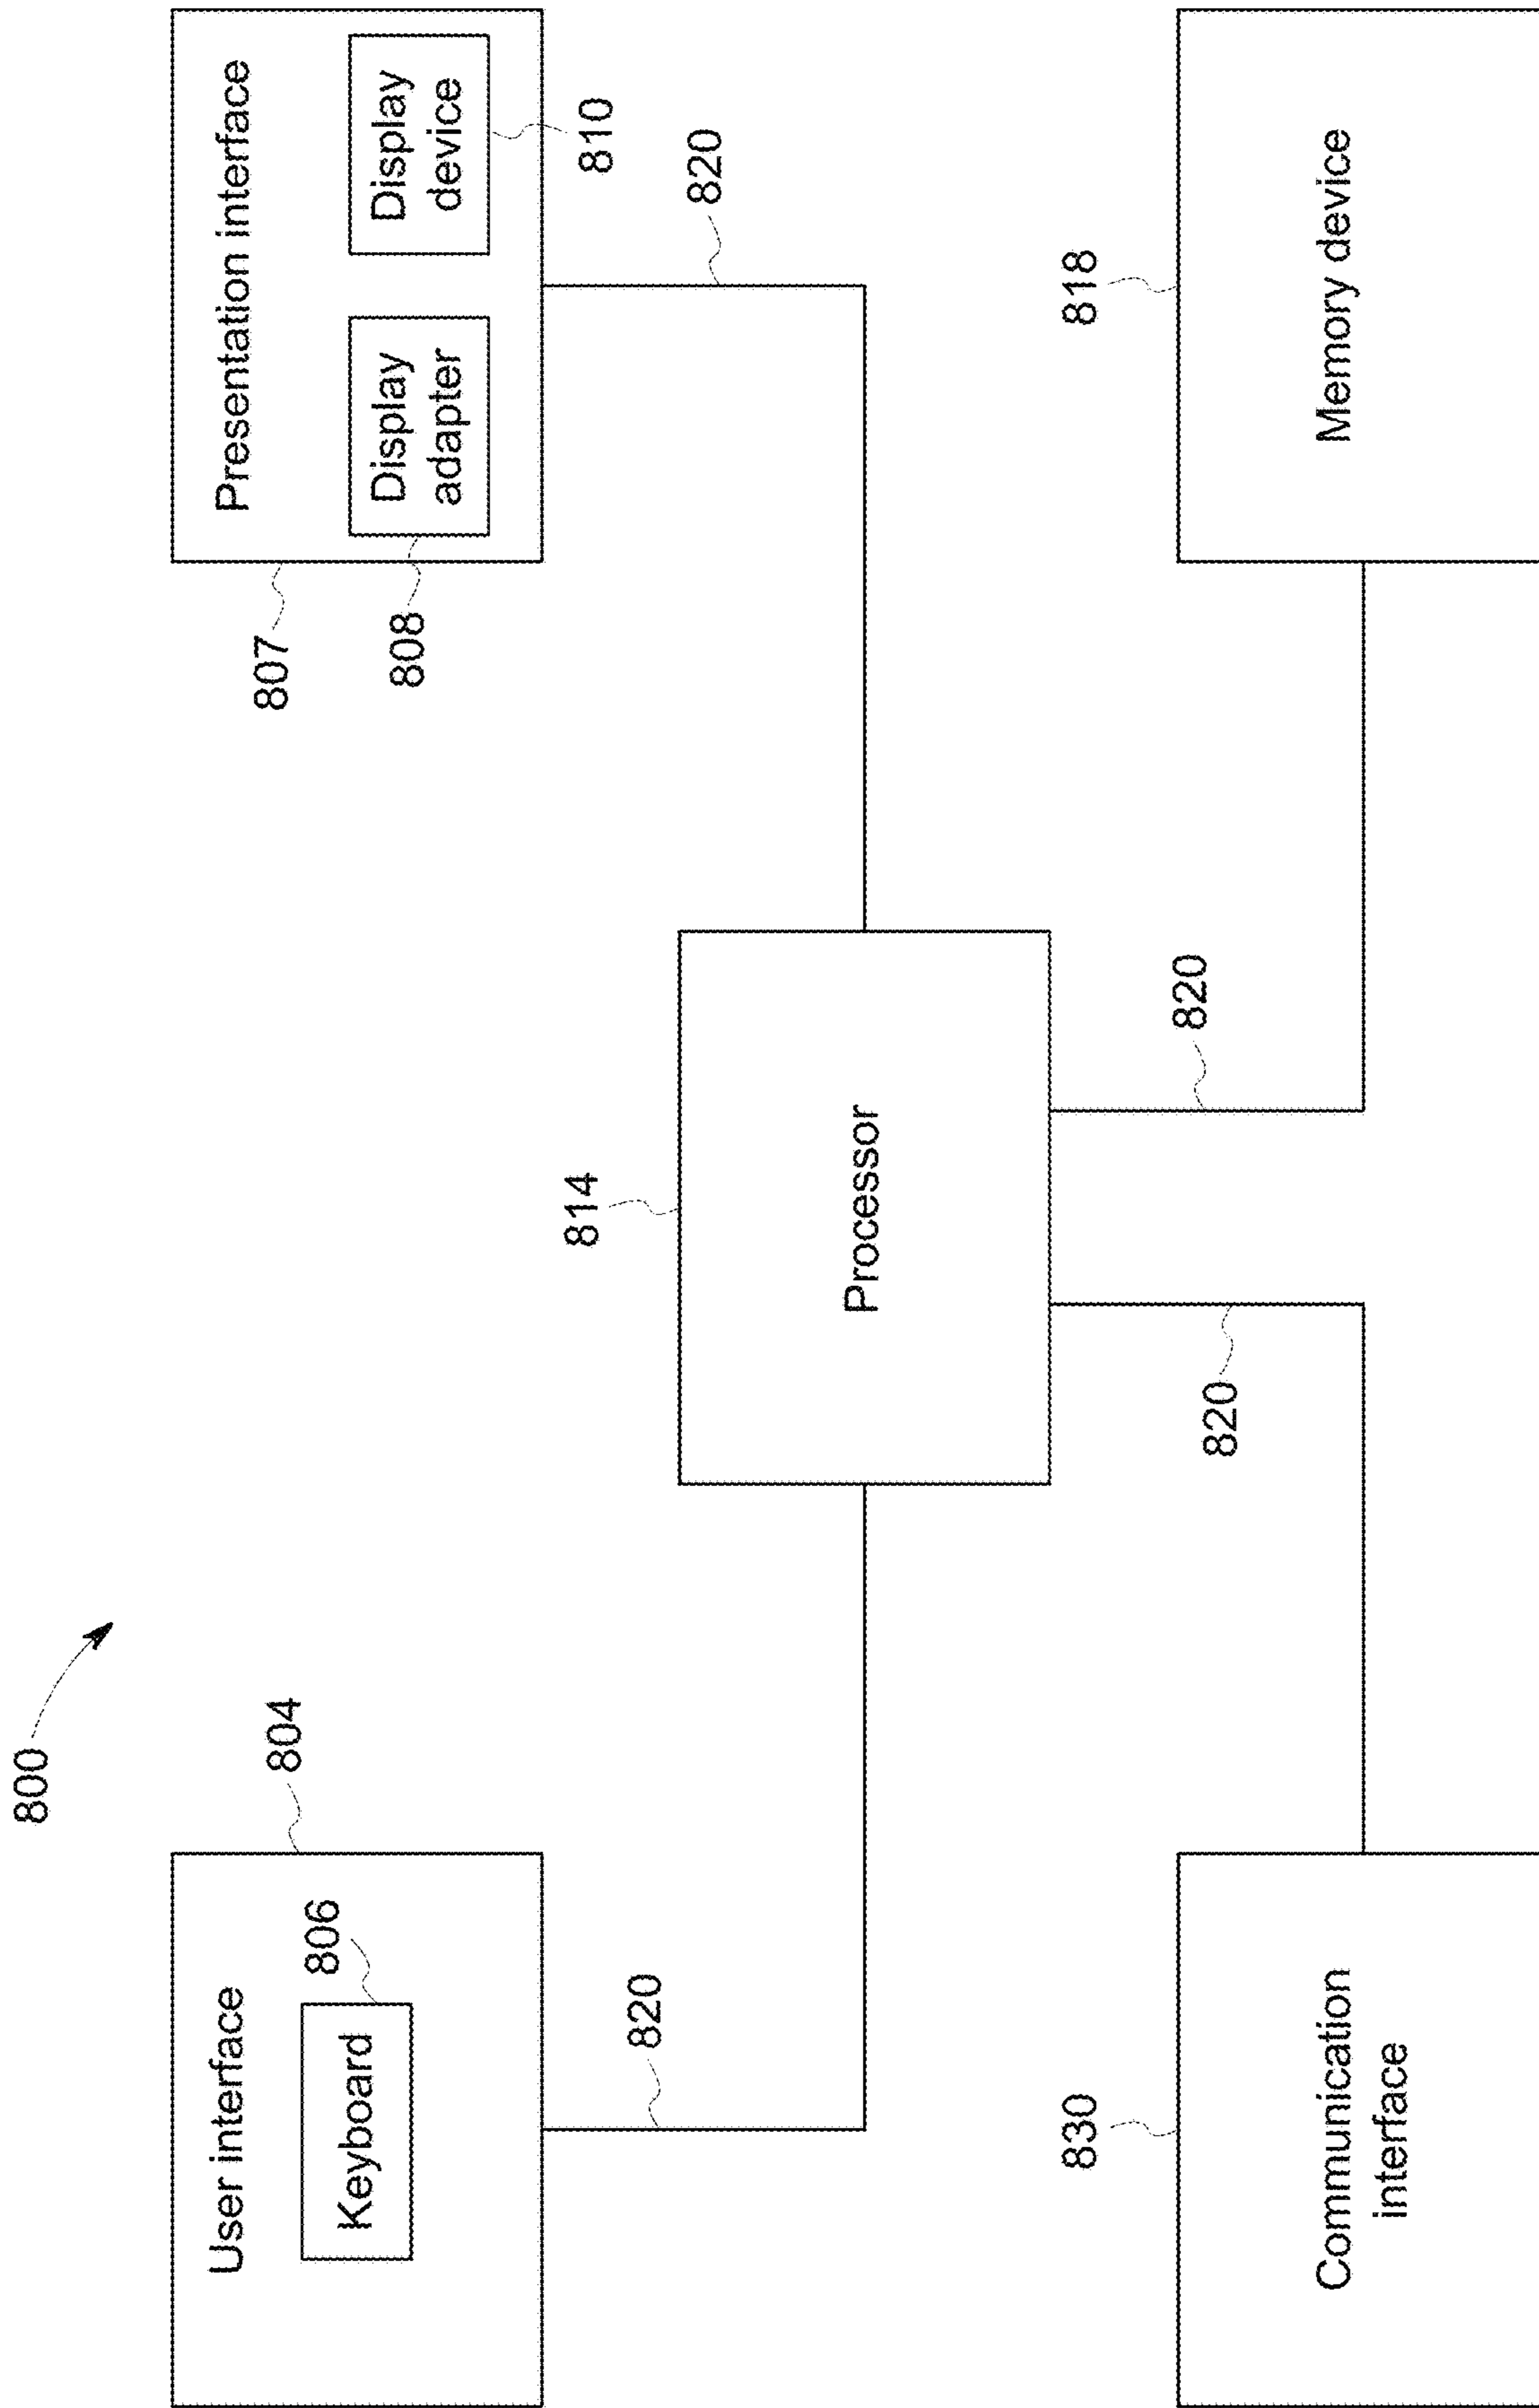 800
User interface
804
Keyboard
806
820
Presentation interface
807
Display
adapter
808
Display
device
810
820
814
Processor
820
820
830
Communication
interface
818
Memory device